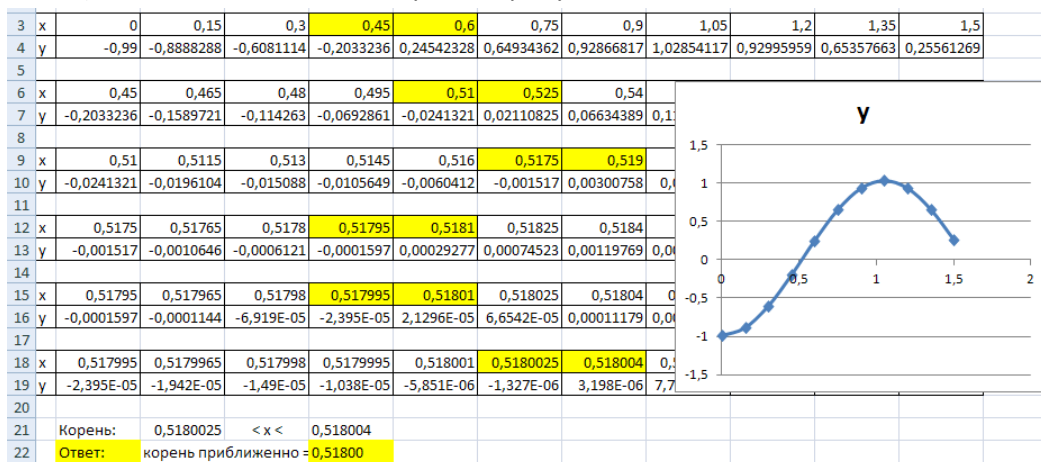 3 x 0 0,15 0,3 0,45 0,6 0,75 0,9 1,05 1,2 1,35 1,5
4 y -0,99 -0,8888288 -0,6081114 -0,2033236 0,24542328 0,64934362 0,92866817 1,02854117 0,92995959 0,65357663 0,25561269
5
6 x 0,45 0,465 0,48 0,495 0,51 0,525 0,54
7 y -0,2033236 -0,1589721 -0,114263 -0,0692861 -0,0241321 0,02110825 0,06634389 0,1
8
9 x 0,51 0,5115 0,513 0,5145 0,516 0,5175 0,519
10 y -0,0241321 -0,0196104 -0,015088 -0,0105649 -0,0060412 -0,001517 0,00300758 0,
11
12 x 0,5175 0,51765 0,5178 0,51795 0,5181 0,51825 0,5184
13 y -0,001517 -0,0010646 -0,0006121 -0,0001597 0,00029277 0,00074523 0,00119769 0,0
14
15 x 0,51795 0,517965 0,51798 0,517995 0,51801 0,518025 0,51804
16 y -0,0001597 -0,0001144 -6,919E-05 -2,395E-05 2,1296E-05 6,6542E-05 0,00011179 0,0
17
18 x 0,517995 0,5179965 0,517998 0,5179995 0,518001 0,5180025 0,518004 0,
19 y -2,395E-05 -1,942E-05 -1,49E-05 -1,038E-05 -5,851E-06 -1,327E-06 3,198E-06 7,7
20
21 Корень: 0,5180025 < x < 0,518004
22 Ответ: корень приближенно = 0,51800
y
1,5
1
0,5
0
-0,5
-1
-1,5
0 0,5 1 1,5 2